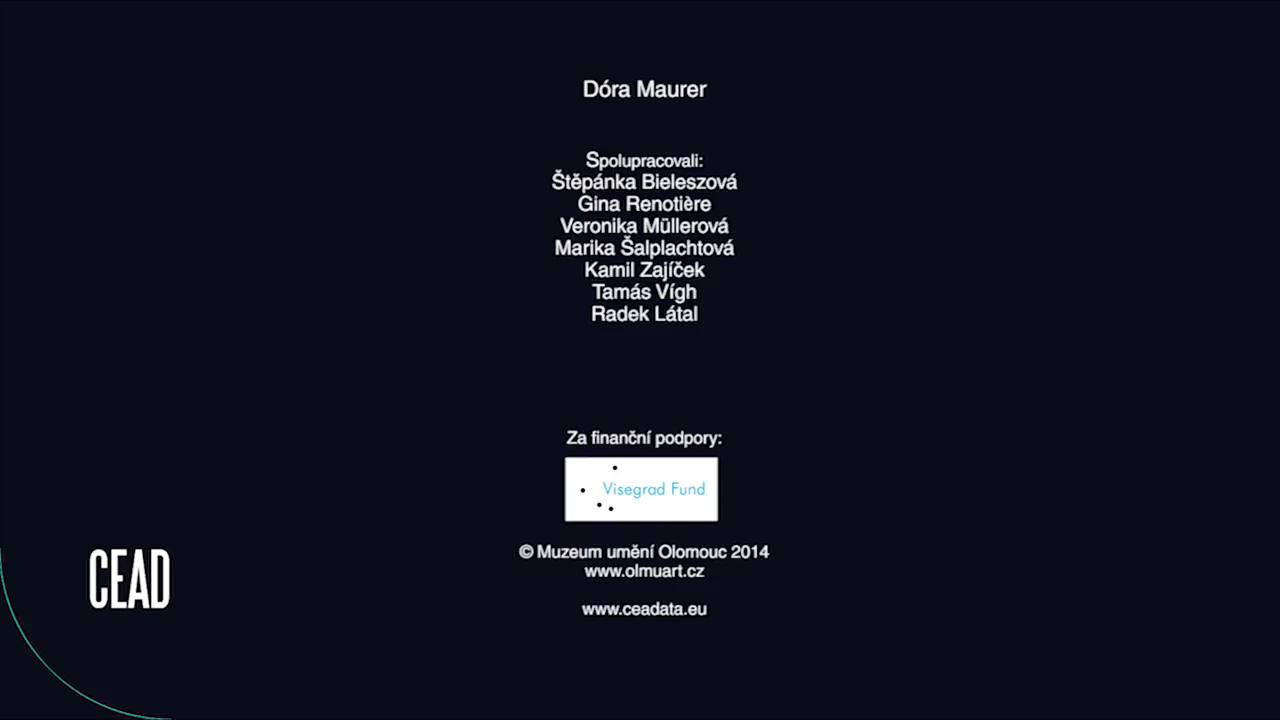 Dóra Maurer
Spolupracovali:
Štěpánka Bieleszová
Gina Renotière
Veronika Müllerová
Marika Šalplachtová
Kamil Zajíček
Tamás Vígh
Radek Látal
Za finanční podpory:
Visegrad Fund
© Muzeum umění Olomouc 2014
www.olmuart.cz
www.ceadata.eu
CEAD